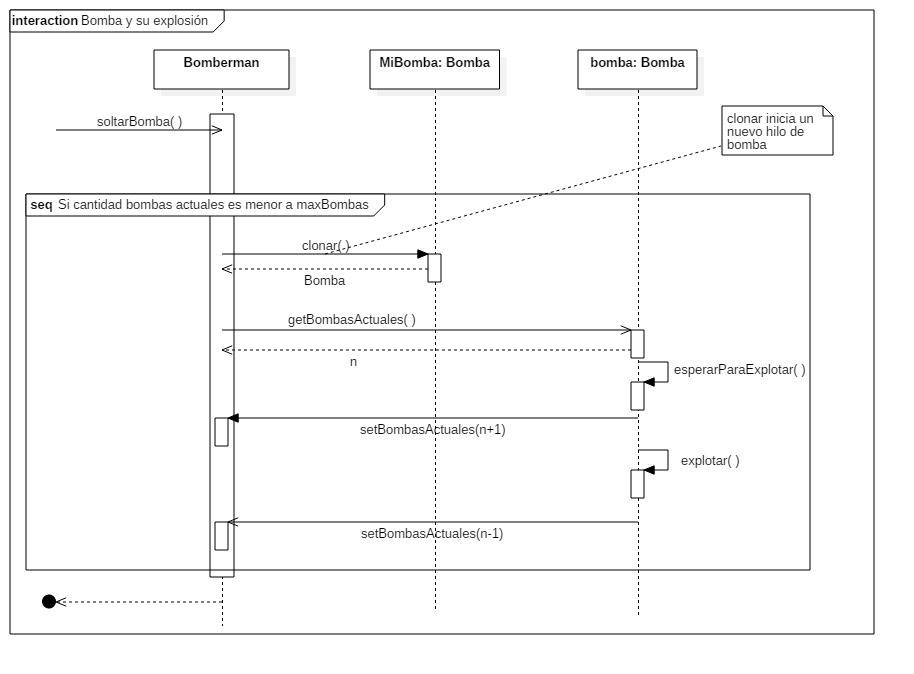 interaction Bomba y su explosión
Bomberman
MiBomba: Bomba
bomba: Bomba
soltarBomba( )
clonar inicia un
nuevo hilo de
bomba
seq Si cantidad bombas actuales es menor a maxBombas
clonar( )
Bomba
getBombasActuales( )
n
esperarParaExplotar( )
setBombasActuales(n+1)
explotar( )
setBombasActuales(n-1)